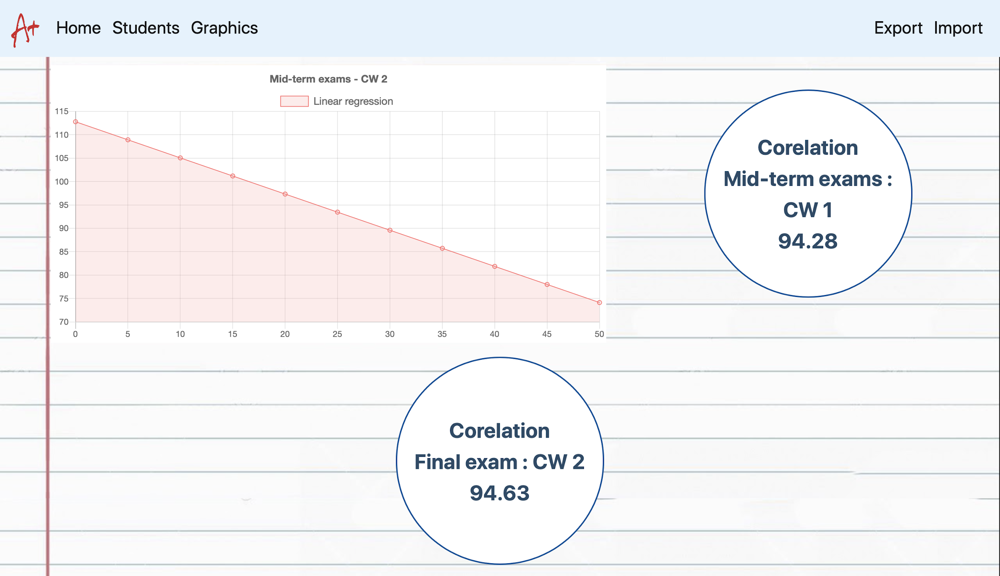 A+ Home Students Graphics Export Import
Mid-term exams - CW 2
Linear regression
115
110
105
100
95
90
85
80
75
70
0 5 10 15 20 25 30 35 40 45 50
Corelation
Mid-term exams :
CW 1
94.28
Corelation
Final exam : CW 2
94.63